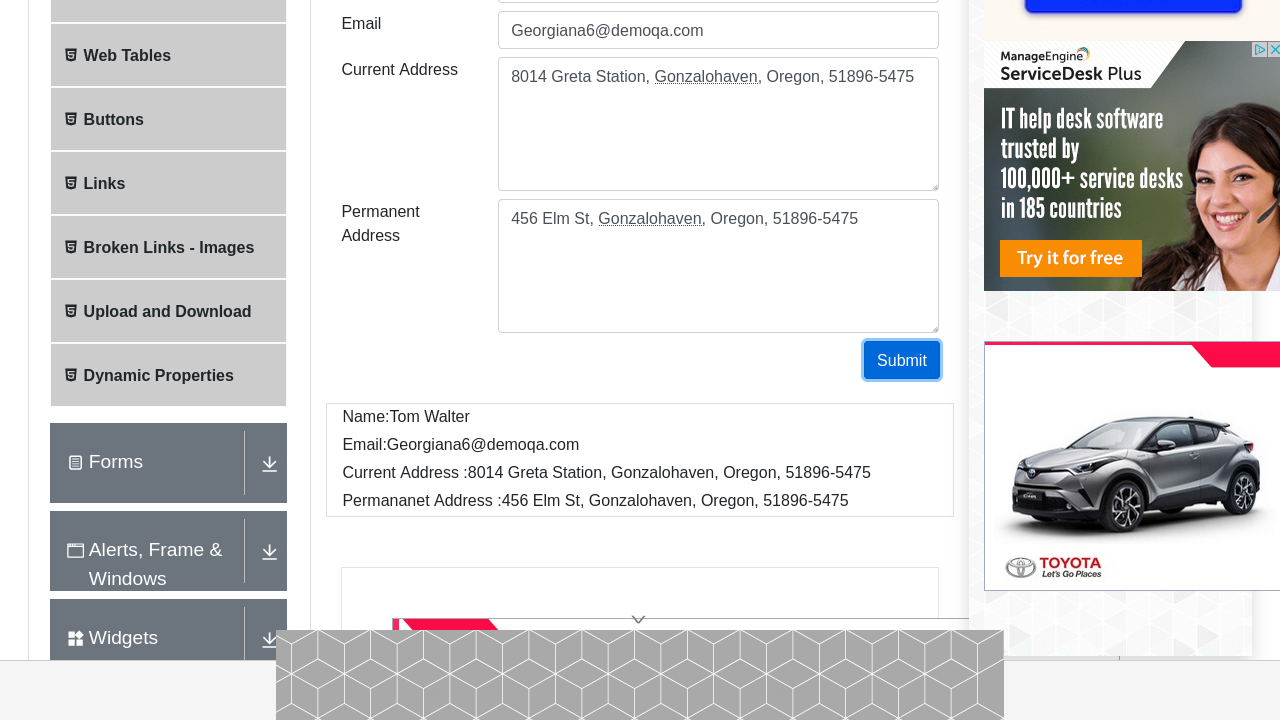 Email
Georgiana6@demoqa.com
Web Tables
Current Address
8014 Greta Station, Gonzalohaven, Oregon, 51896-5475
Buttons
Links
Permanent
Address
456 Elm St, Gonzalohaven, Oregon, 51896-5475
Broken Links - Images
Upload and Download
Submit
Dynamic Properties
Name:Tom Walter
Email:Georgiana6@demoqa.com
Current Address :8014 Greta Station, Gonzalohaven, Oregon, 51896-5475
Permananet Address :456 Elm St, Gonzalohaven, Oregon, 51896-5475
Forms
Alerts, Frame &
Windows
Widgets
ManageEngine
ServiceDesk Plus
IT help desk software
trusted by
100,000+ service desks
in 185 countries
Try it for free
TOYOTA
Let's Go Places